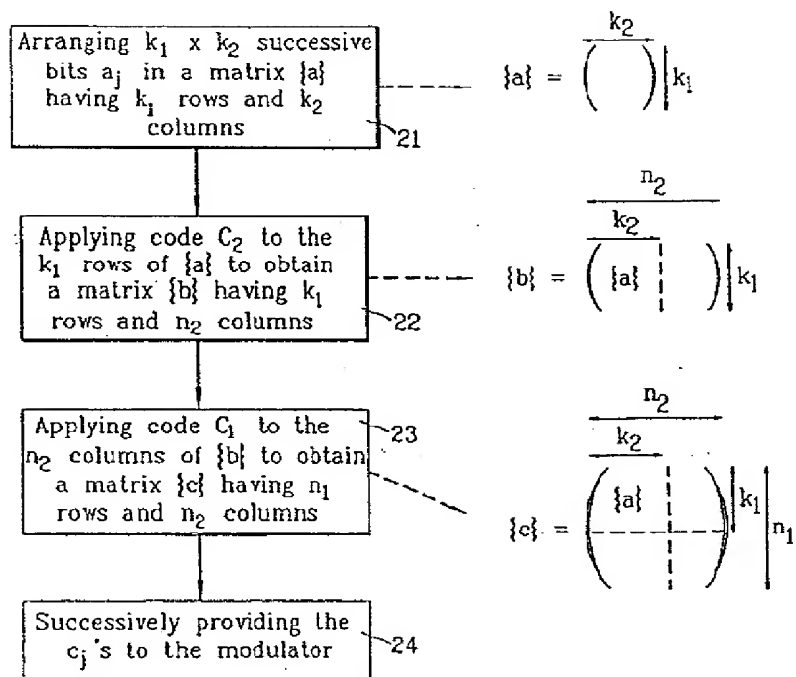 Arranging k₁ x k₂ successive
bits aⱼ in a matrix {a}
having kᵢ rows and k₂
columns
21
k₂
{a} =
k₁
Applying code C₂ to the
k₁ rows of {a} to obtain
a matrix {b} having k₁
rows and n₂ columns
22
n₂
k₂
{b} =
{a}
k₁
Applying code C₁ to the
n₂ columns of {b} to obtain
a matrix {c} having n₁
rows and n₂ columns
23
n₂
k₂
{a}
k₁
{c} =
n₁
Successively providing the
cⱼ's to the modulator
24